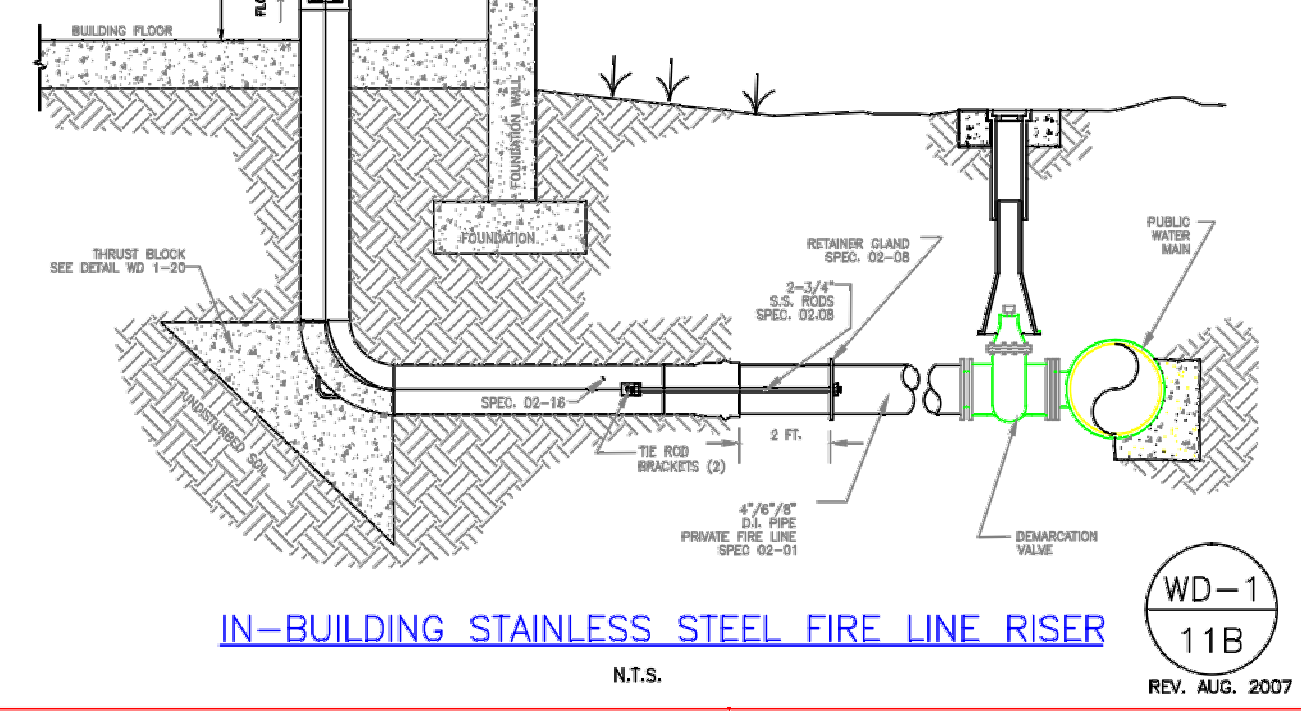 FLO
BUILDING FLOOR
FOUNDATION WALL
FOUNDATION
THRUST BLOCK
SEE DETAIL WD 1-20
UNDISTURBED SOIL
RETAINER GLAND
SPEC. 02-08
2-3/4"
S.S. RODS
SPEC. 02.08
PUBLIC
WATER
MAIN
SPEC. 02-16
TIE ROD
BRACKETS (2)
2 FT.
4"/6"/8"
D.I. PIPE
PRIVATE FIRE LINE
SPEC 02-01
DEMARCATION
VALVE
IN-BUILDING STAINLESS STEEL FIRE LINE RISER
N.T.S.
WD-1
11B
REV. AUG. 2007